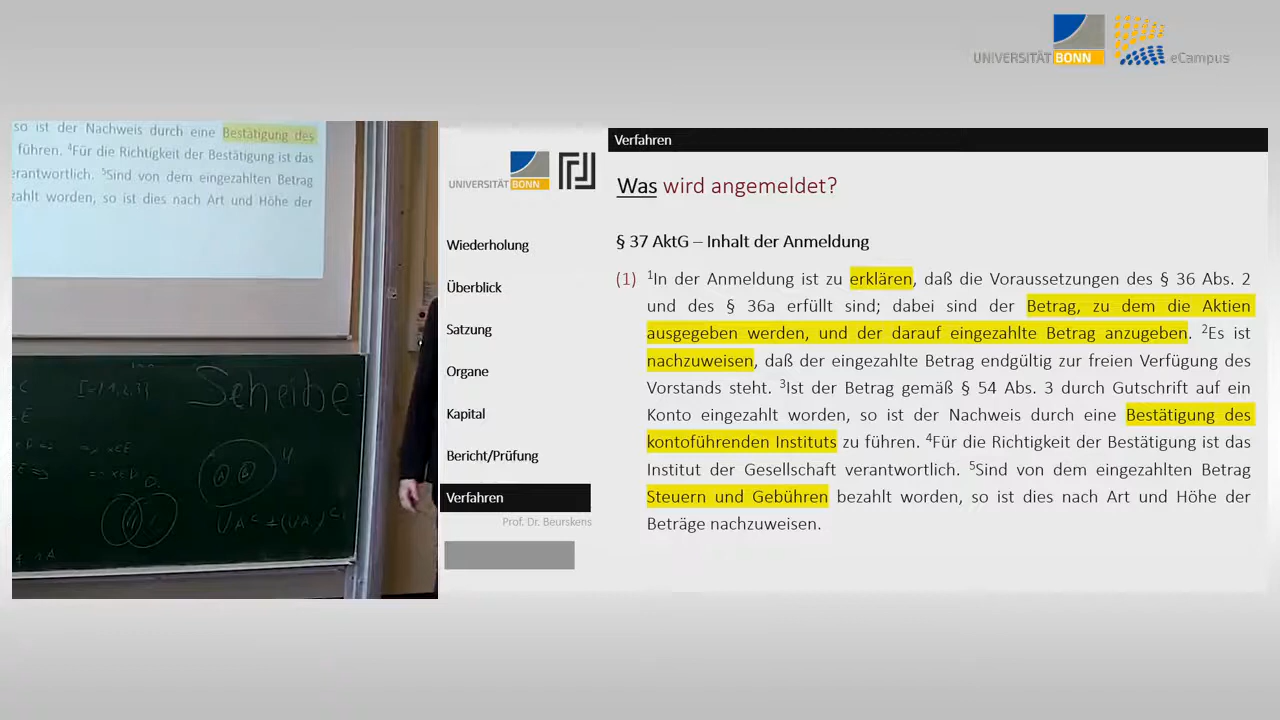 UNIVERSITÄT BONN
eCampus
so ist der Nachweis durch eine Bestätigung des
führen. ⁴Für die Richtigkeit der Bestätigung ist das
erantwortlich. ⁵Sind von dem eingezahlten Betrag
zahlt worden, so ist dies nach Art und Höhe der
Scheibe
UNIVERSITÄT BONN
Wiederholung
Überblick
Satzung
Organe
Kapital
Bericht/Prüfung
Verfahren
Prof. Dr. Beurskens
Verfahren
Was wird angemeldet?
§ 37 AktG – Inhalt der Anmeldung
(1) ¹In der Anmeldung ist zu erklären, daß die Voraussetzungen des § 36 Abs. 2
und des § 36a erfüllt sind; dabei sind der Betrag, zu dem die Aktien
ausgegeben werden, und der darauf eingezahlte Betrag anzugeben. ²Es ist
nachzuweisen, daß der eingezahlte Betrag endgültig zur freien Verfügung des
Vorstands steht. ³Ist der Betrag gemäß § 54 Abs. 3 durch Gutschrift auf ein
Konto eingezahlt worden, so ist der Nachweis durch eine Bestätigung des
kontoführenden Instituts zu führen. ⁴Für die Richtigkeit der Bestätigung ist das
Institut der Gesellschaft verantwortlich. ⁵Sind von dem eingezahlten Betrag
Steuern und Gebühren bezahlt worden, so ist dies nach Art und Höhe der
Beträge nachzuweisen.